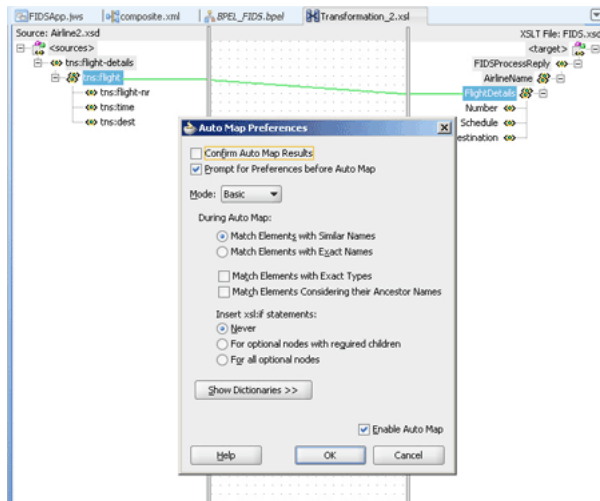 FIDSApp.jws
composite.xml
BPEL_FIDS.bpel
Transformation_2.xsl
Source: Airline2.xsd
XSLT File: FIDS.xsd
<sources>
<target>
tns:flight-details
FIDSProcessReply
tns:flight
AirlineName
tns:flight-nr
FlightDetails
tns:time
Number
tns:dest
Schedule
estination
Auto Map Preferences
Confirm Auto Map Results
Prompt for Preferences before Auto Map
Mode: Basic
During Auto Map:
Match Elements with Similar Names
Match Elements with Exact Names
Match Elements with Exact Types
Match Elements Considering their Ancestor Names
Insert xsl:if statements:
Never
For optional nodes with required children
For all optional nodes
Show Dictionaries >>
Enable Auto Map
Help
OK
Cancel